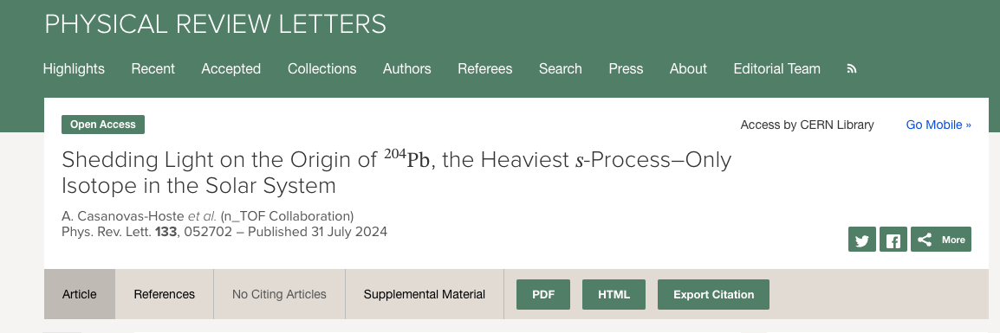 PHYSICAL REVIEW LETTERS
Highlights Recent Accepted Collections Authors Referees Search Press About Editorial Team
Open Access
Access by CERN Library Go Mobile »
Shedding Light on the Origin of ²⁰⁴Pb, the Heaviest s-Process–Only
Isotope in the Solar System
A. Casanovas-Hoste et al. (n_TOF Collaboration)
Phys. Rev. Lett. 133, 052702 – Published 31 July 2024
More
Article References No Citing Articles Supplemental Material PDF HTML Export Citation